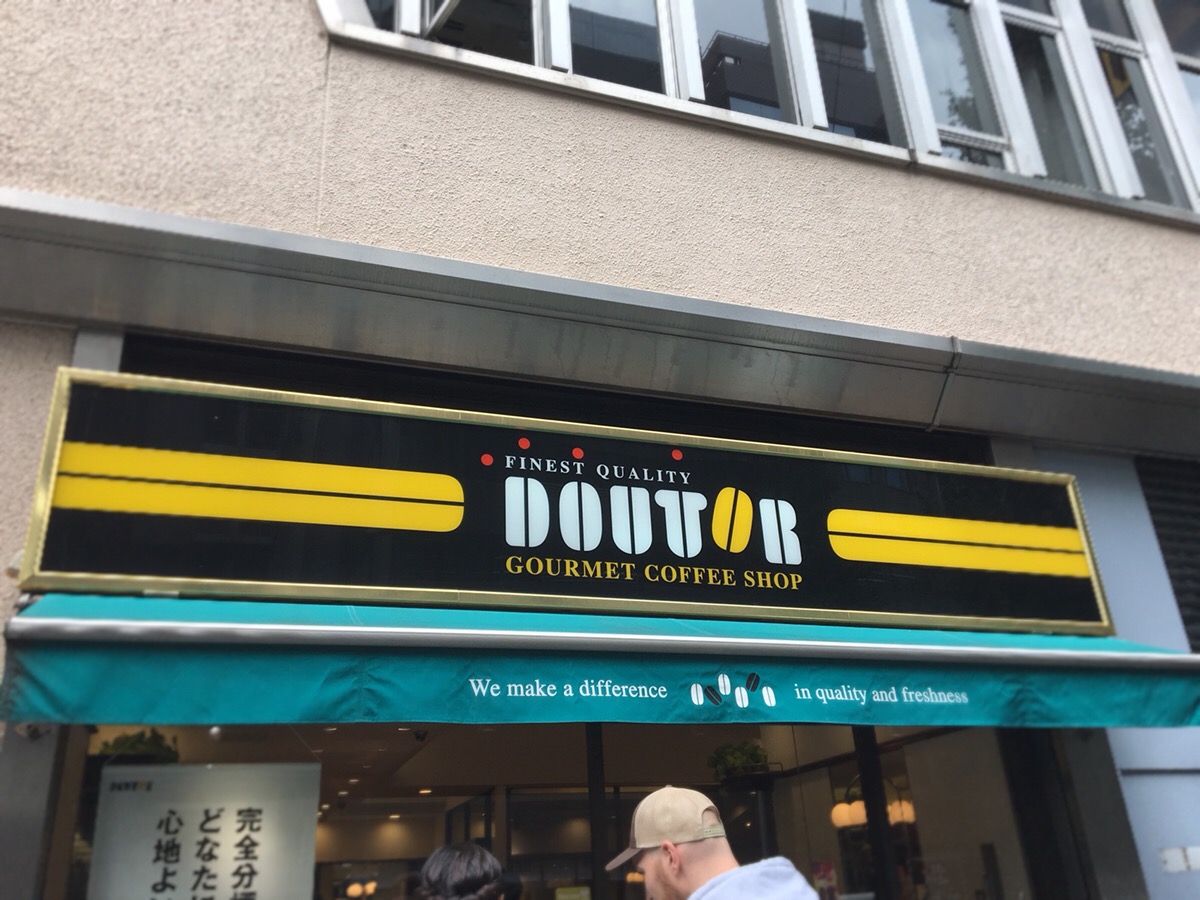 FINEST QUALITY
DOUTOR
GOURMET COFFEE SHOP
We make a difference in quality and freshness
DOUTOR
完全分
どなた
心地よ